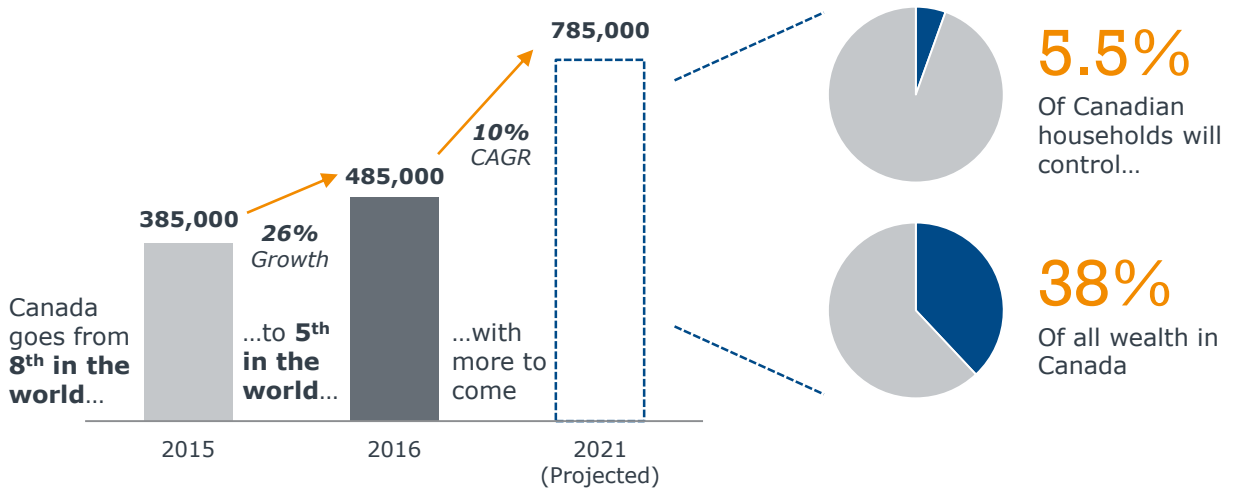 785,000
10%
CAGR
485,000
385,000
26%
Growth
Canada
goes from
8th in the
world…
…to 5th
in the
world…
…with
more to
come
2015
2016
2021
(Projected)
5.5%
Of Canadian
households will
control…
38%
Of all wealth in
Canada